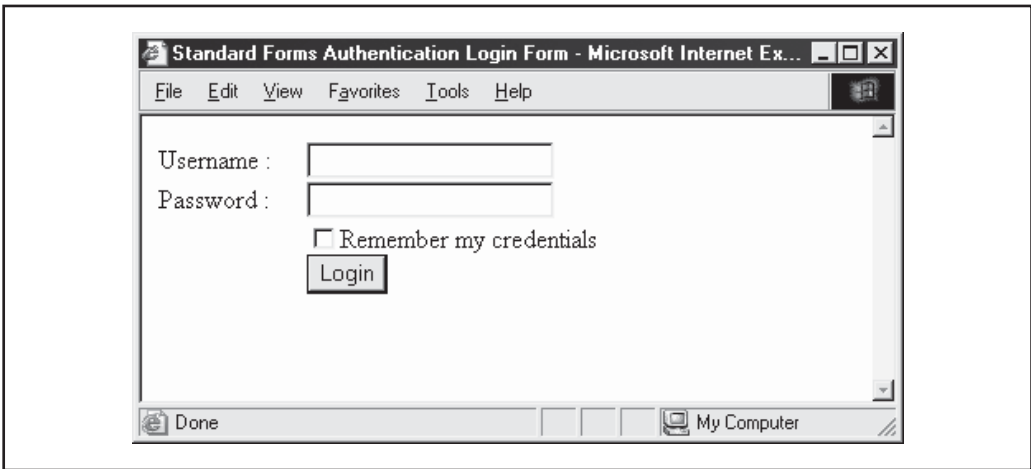 Standard Forms Authentication Login Form - Microsoft Internet Ex...
File Edit View Favorites Tools Help
Username :
Password :
Remember my credentials
Login
Done My Computer